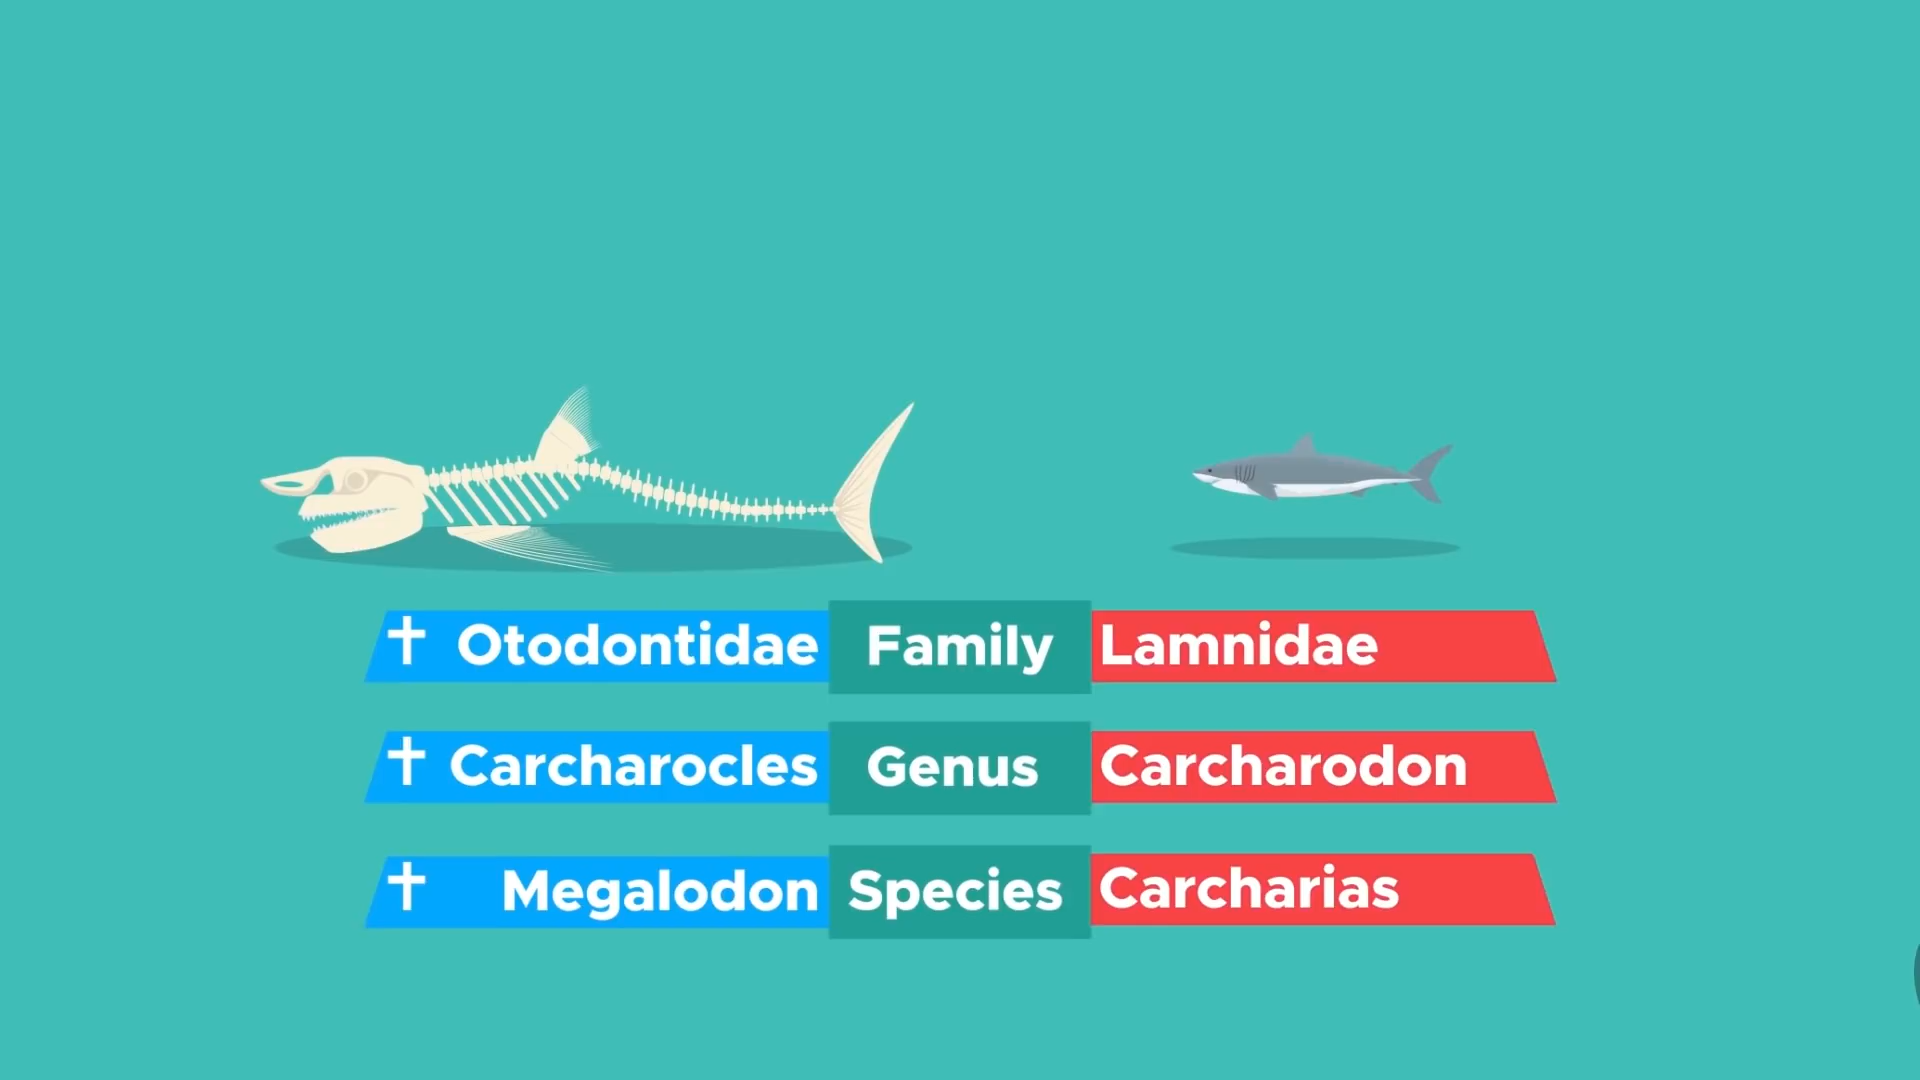 † Otodontidae Family Lamnidae
† Carcharocles Genus Carcharodon
† Megalodon Species Carcharias